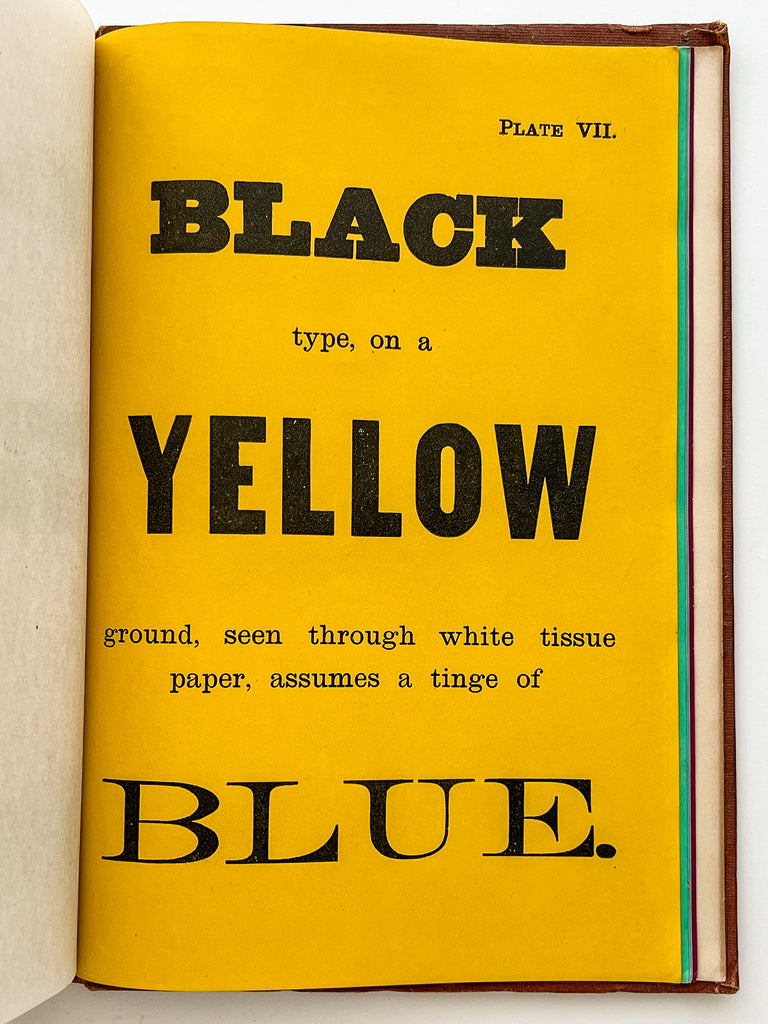 PLATE VII.
BLACK
type, on a
YELLOW
ground, seen through white tissue
paper, assumes a tinge of
BLUE.